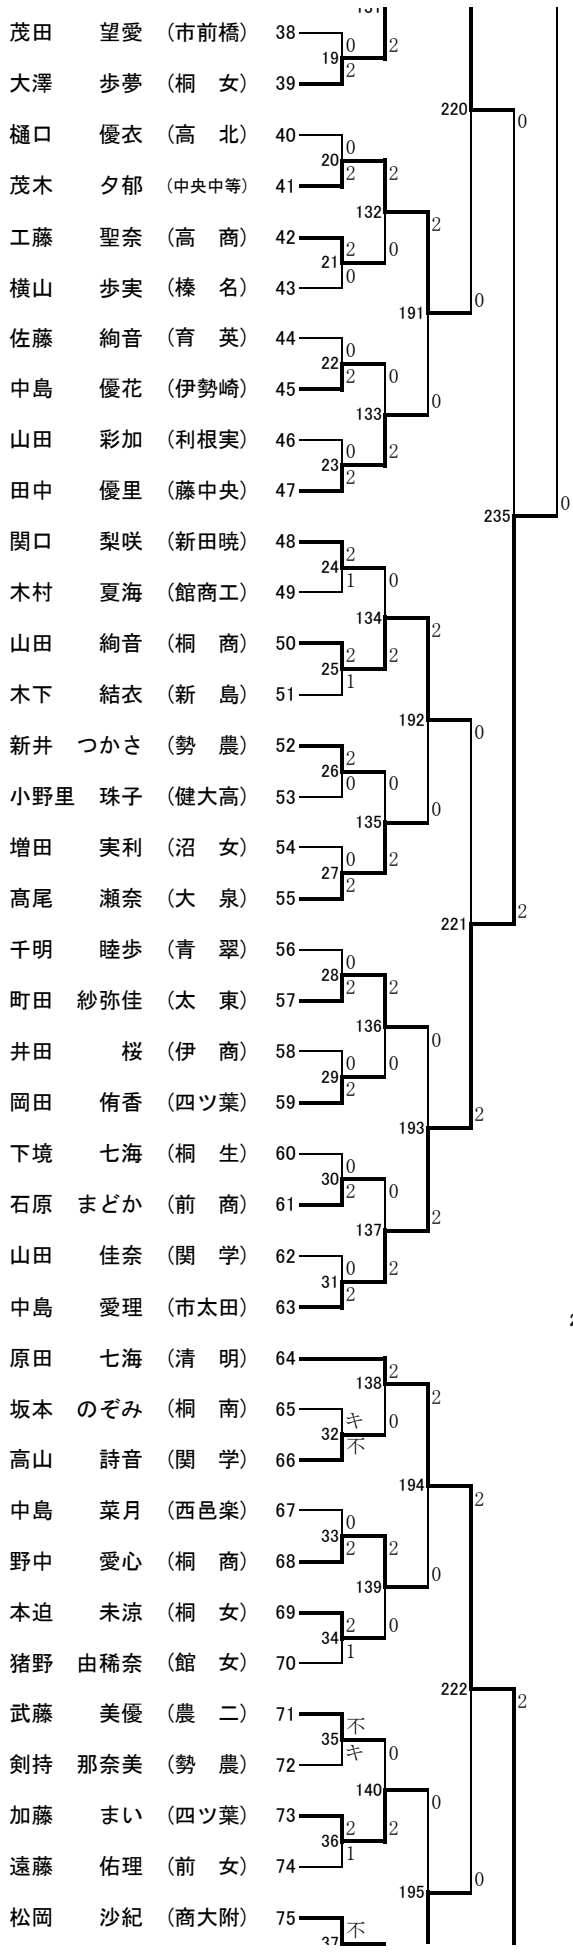 131
茂田 望愛 （市前橋） 38 0 2
19
大澤 歩夢 （桐 女） 39 2
220 0
樋口 優衣 （高 北） 40 0
20
茂木 夕郁 （中央中等） 41 2 2
132 2
工藤 聖奈 （高 商） 42 2 0
21
横山 歩実 （榛 名） 43 0
191 0
佐藤 絢音 （育 英） 44 0
22
中島 優花 （伊勢崎） 45 2 0
133 0
山田 彩加 （利根実） 46 0 2
23
田中 優里 （藤中央） 47 2
235 0
関口 梨咲 （新田暁） 48 2
24
木村 夏海 （館商工） 49 1 0
134 2
山田 絢音 （桐 商） 50 2 2
25
木下 結衣 （新 島） 51 1
192 0
新井 つかさ （勢 農） 52 2
26
小野里 珠子 （健大高） 53 0 0
135 0
増田 実利 （沼 女） 54 0 2
27
髙尾 瀬奈 （大 泉） 55 2
221 2
千明 睦歩 （青 翠） 56 0
28
町田 紗弥佳 （太 東） 57 2 2
136 0
井田 桜 （伊 商） 58 0 0
29
岡田 侑香 （四ツ葉） 59 2
193 2
下境 七海 （桐 生） 60 0
30
石原 まどか （前 商） 61 2 0
137 2
山田 佳奈 （関 学） 62 0 2
31
中島 愛理 （市太田） 63 2
原田 七海 （清 明） 64 2
138 2
坂本 のぞみ （桐 南） 65 キ 0
32
高山 詩音 （関 学） 66 不
194 2
中島 菜月 （西邑楽） 67 0
33
野中 愛心 （桐 商） 68 2 2
139 0
本迫 未涼 （桐 女） 69 2 0
34
猪野 由稀奈 （館 女） 70 1
222 2
武藤 美優 （農 二） 71 不
35
剣持 那奈美 （勢 農） 72 キ 0
140 0
加藤 まい （四ツ葉） 73 2 2
36
遠藤 佑理 （前 女） 74 1
195 0
松岡 沙紀 （商大附） 75 不
37